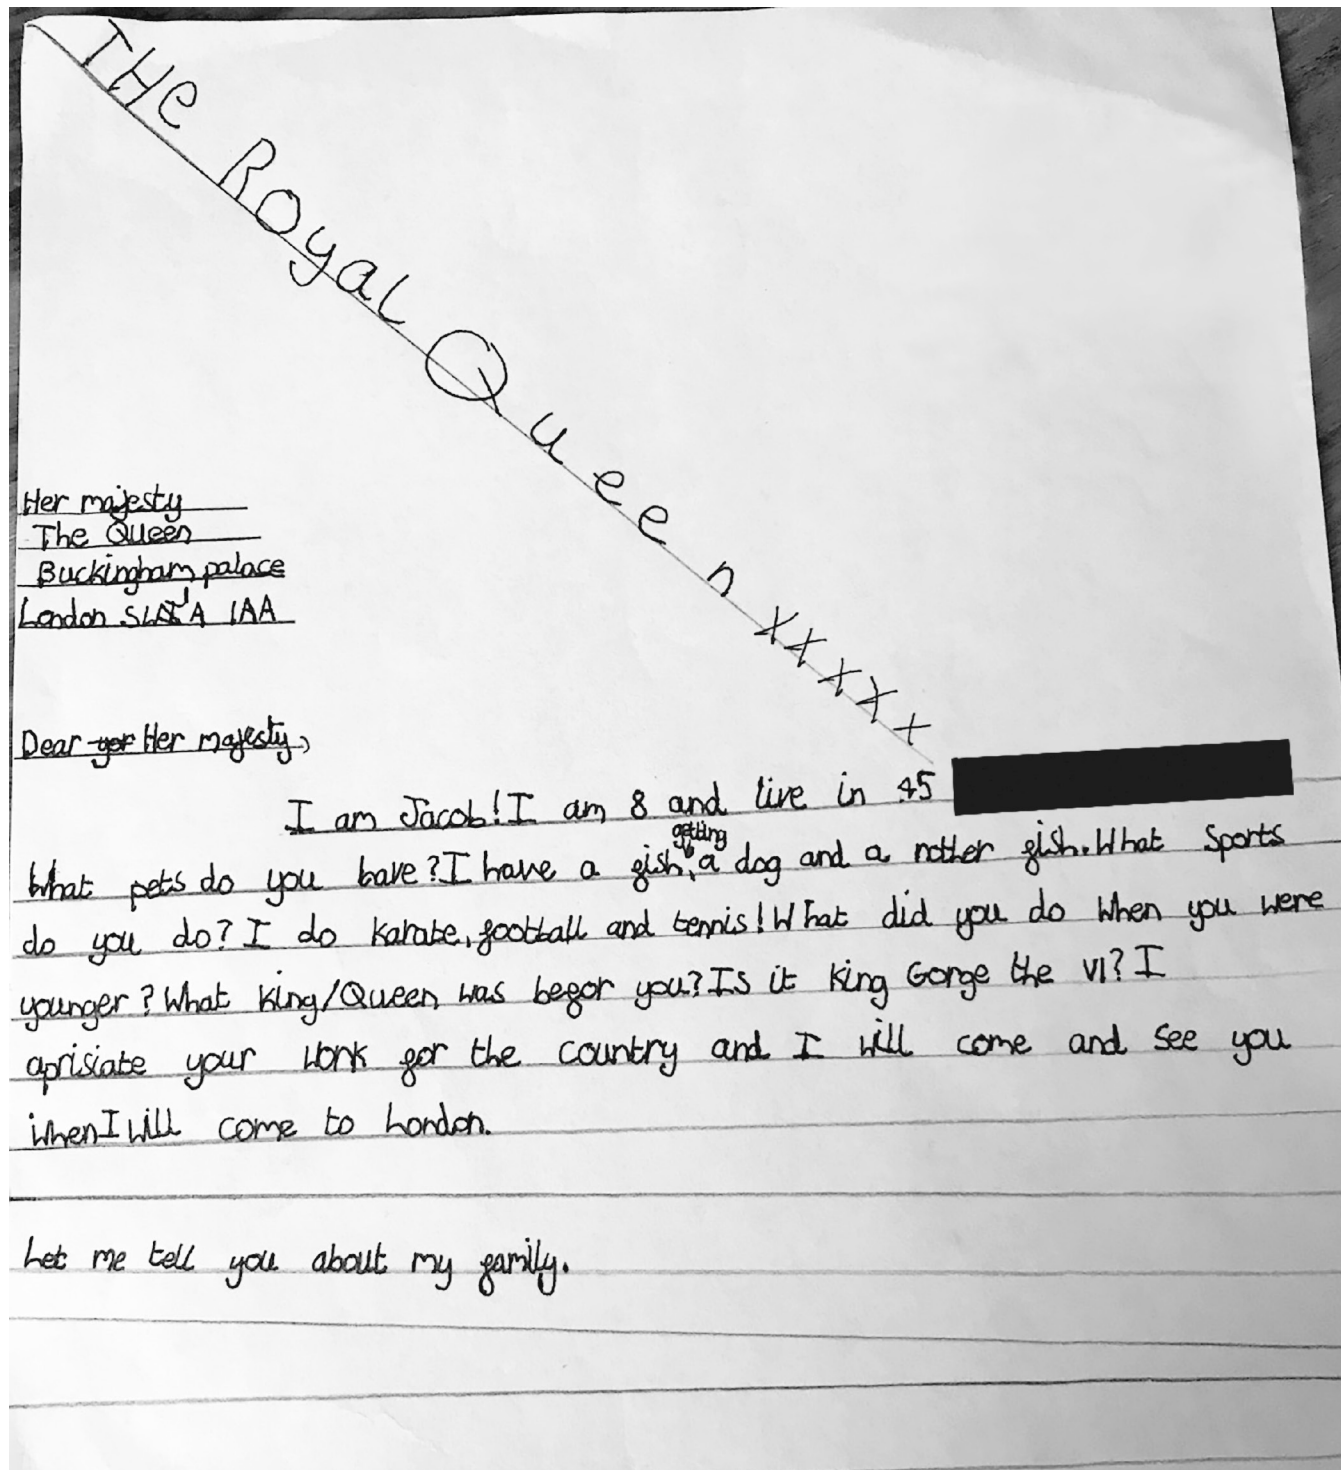 THe Royal Queen xxxxx
Her majesty
The Queen
Buckingham palace
London 1AA
Dear yor Her majesty,
I am Jacob! I am 8 and live in 45
getting
What pets do you have? I have a fish, a dog and a nother fish. What Sports
do you do? I do karate, football and tennis! What did you do when you were
younger? What King/Queen was befor you? Is it King Gorge the VI? I
aprisiate your work for the country and I will come and see you
when I will come to London.
Let me tell you about my family.